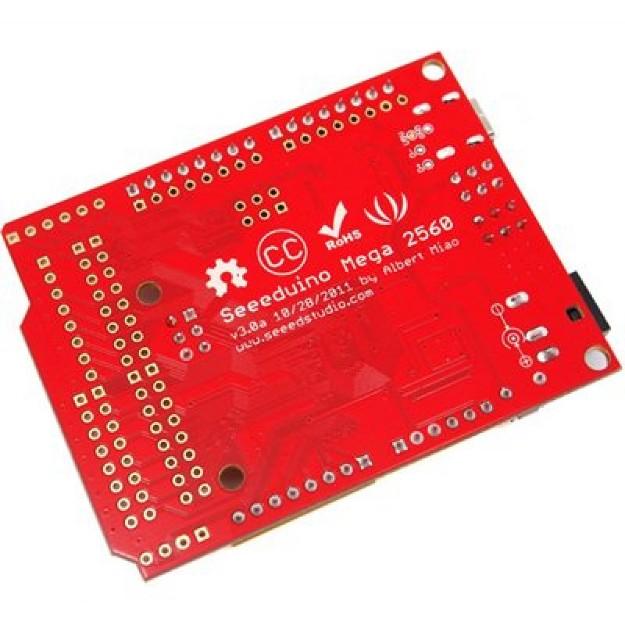 CC
RoHS
Seeeduino Mega 2560
v3.0a 10/28/2011 by Albert Miao
www.seeedstudio.com